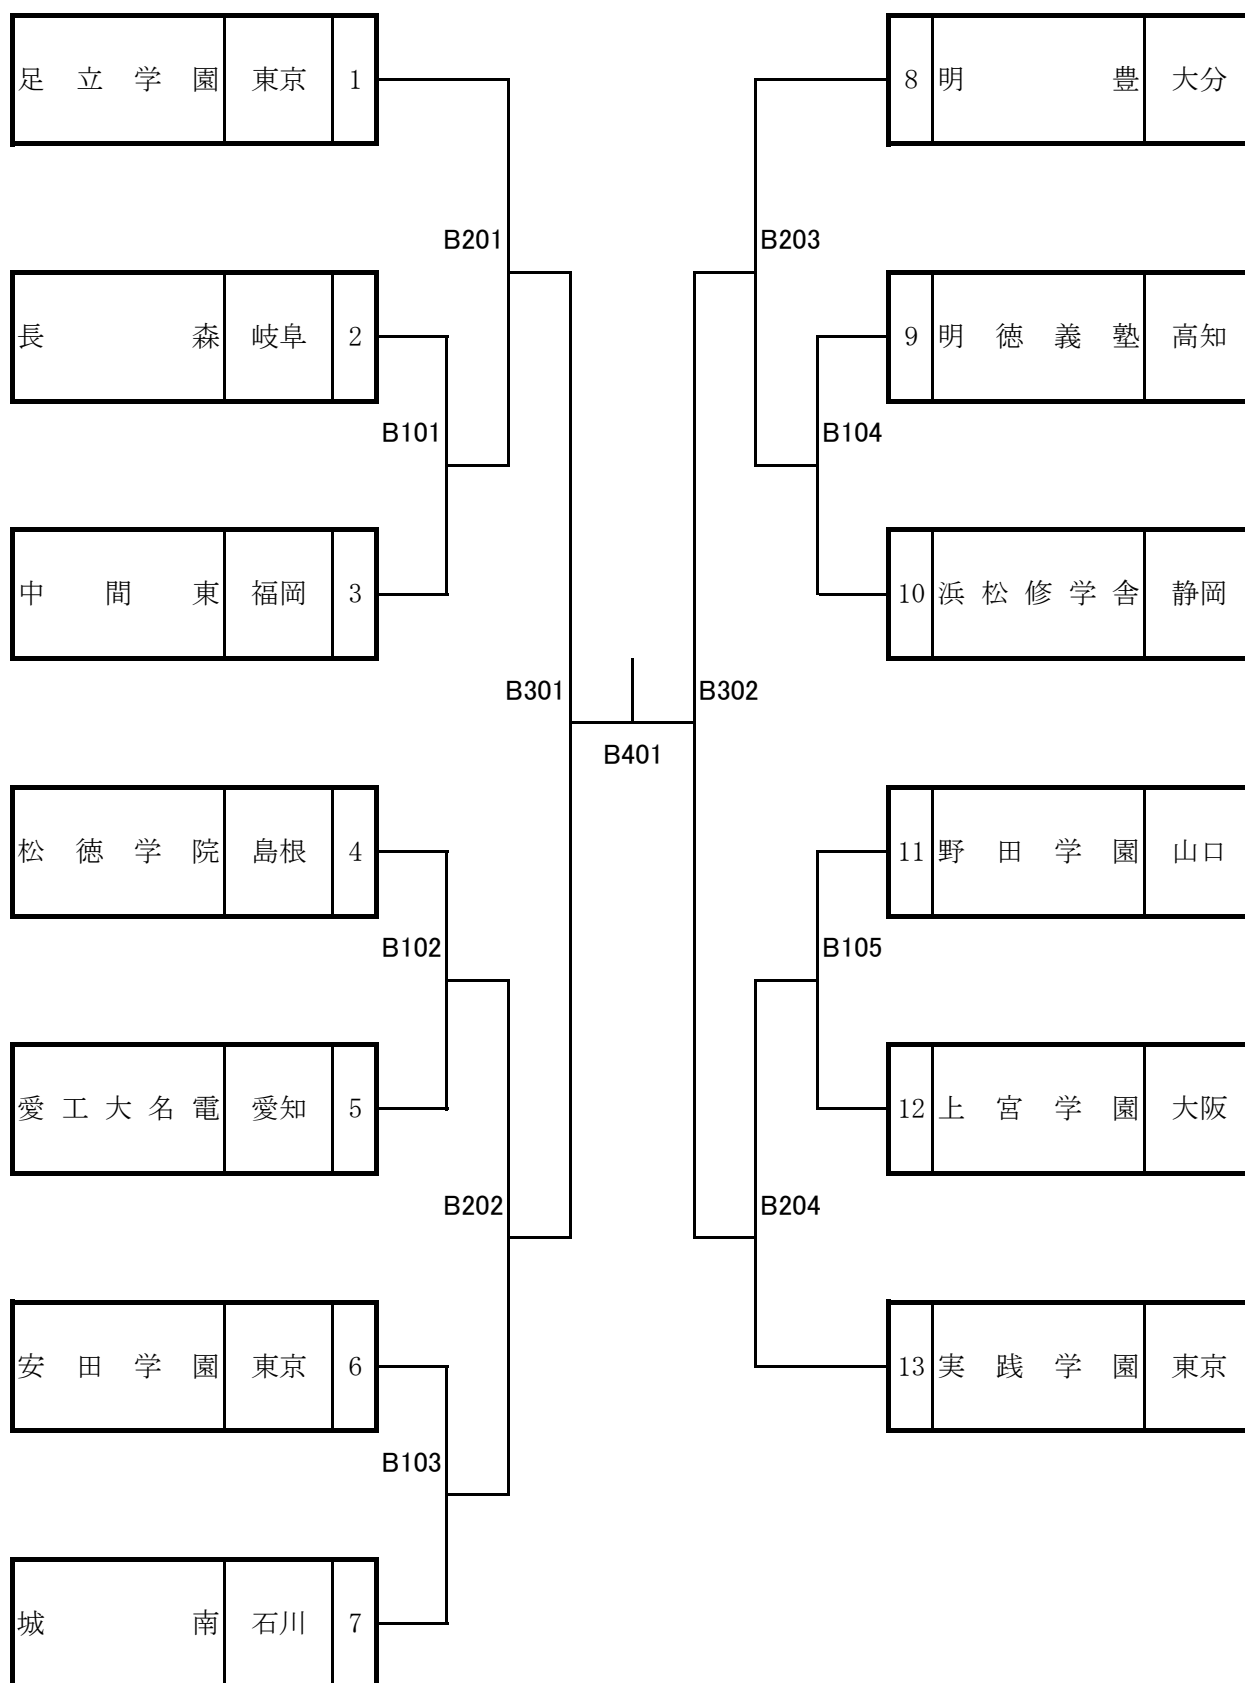 足立学園 東京 1
8 明豊 大分
B201
B203
長森 岐阜 2
9 明徳義塾 高知
B101
B104
中間東 福岡 3
10 浜松修学舎 静岡
B301
B302
B401
松徳学院 島根 4
11 野田学園 山口
B102
B105
愛工大名電 愛知 5
12 上宮学園 大阪
B202
B204
安田学園 東京 6
13 実践学園 東京
B103
城南 石川 7